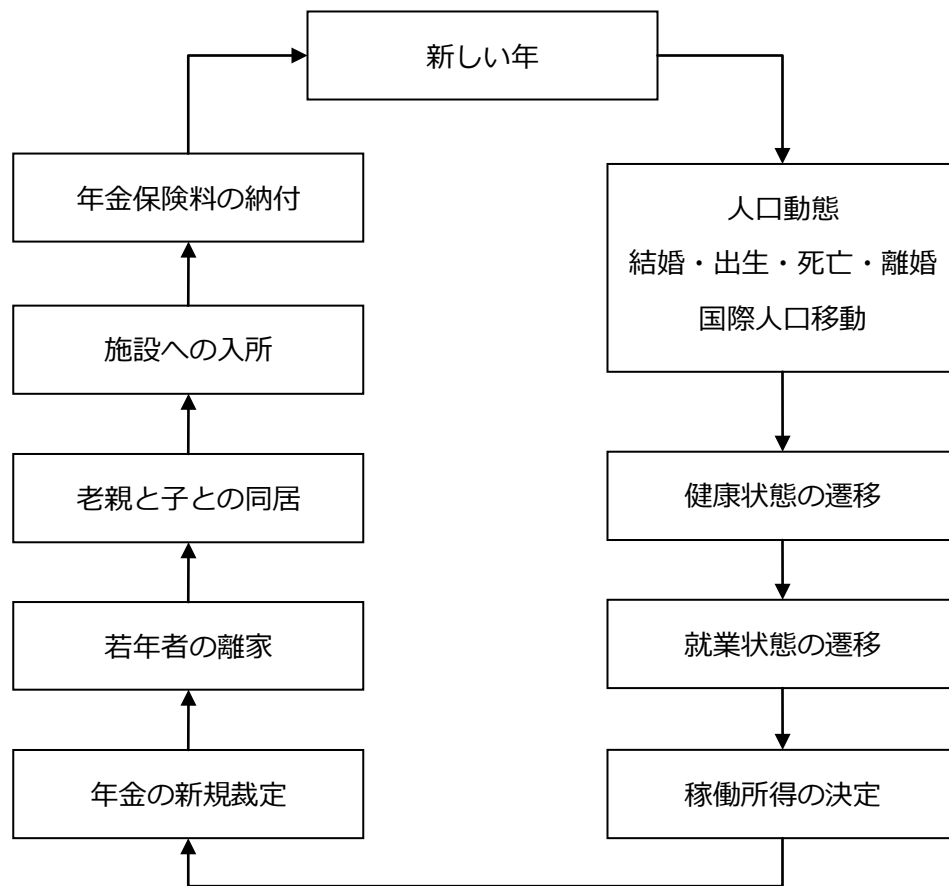 新しい年
人口動態
結婚・出生・死亡・離婚
国際人口移動
健康状態の遷移
就業状態の遷移
稼働所得の決定
年金の新規裁定
若年者の離家
老親と子との同居
施設への入所
年金保険料の納付